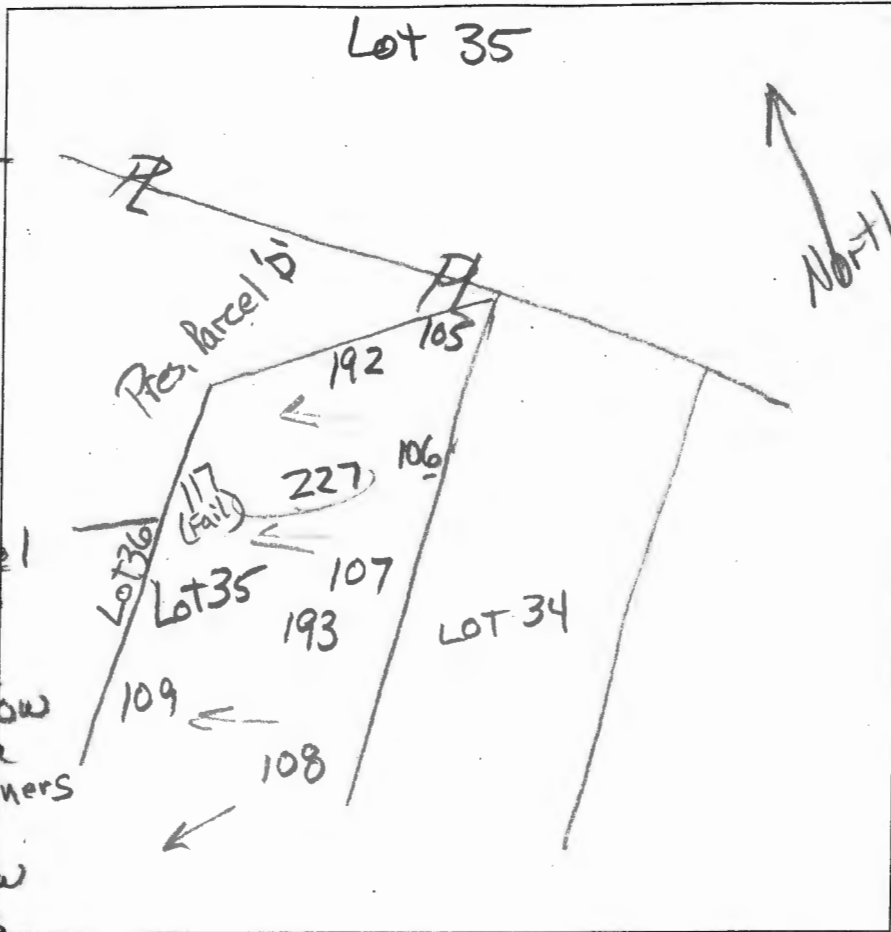 Lot 35
PL
North
Pres. Parcel 'D'
PL
105
192
106
117
(Fail)
227
Lot 36
Lot 35
107
193
LOT 34
109
108
ow
ners
w